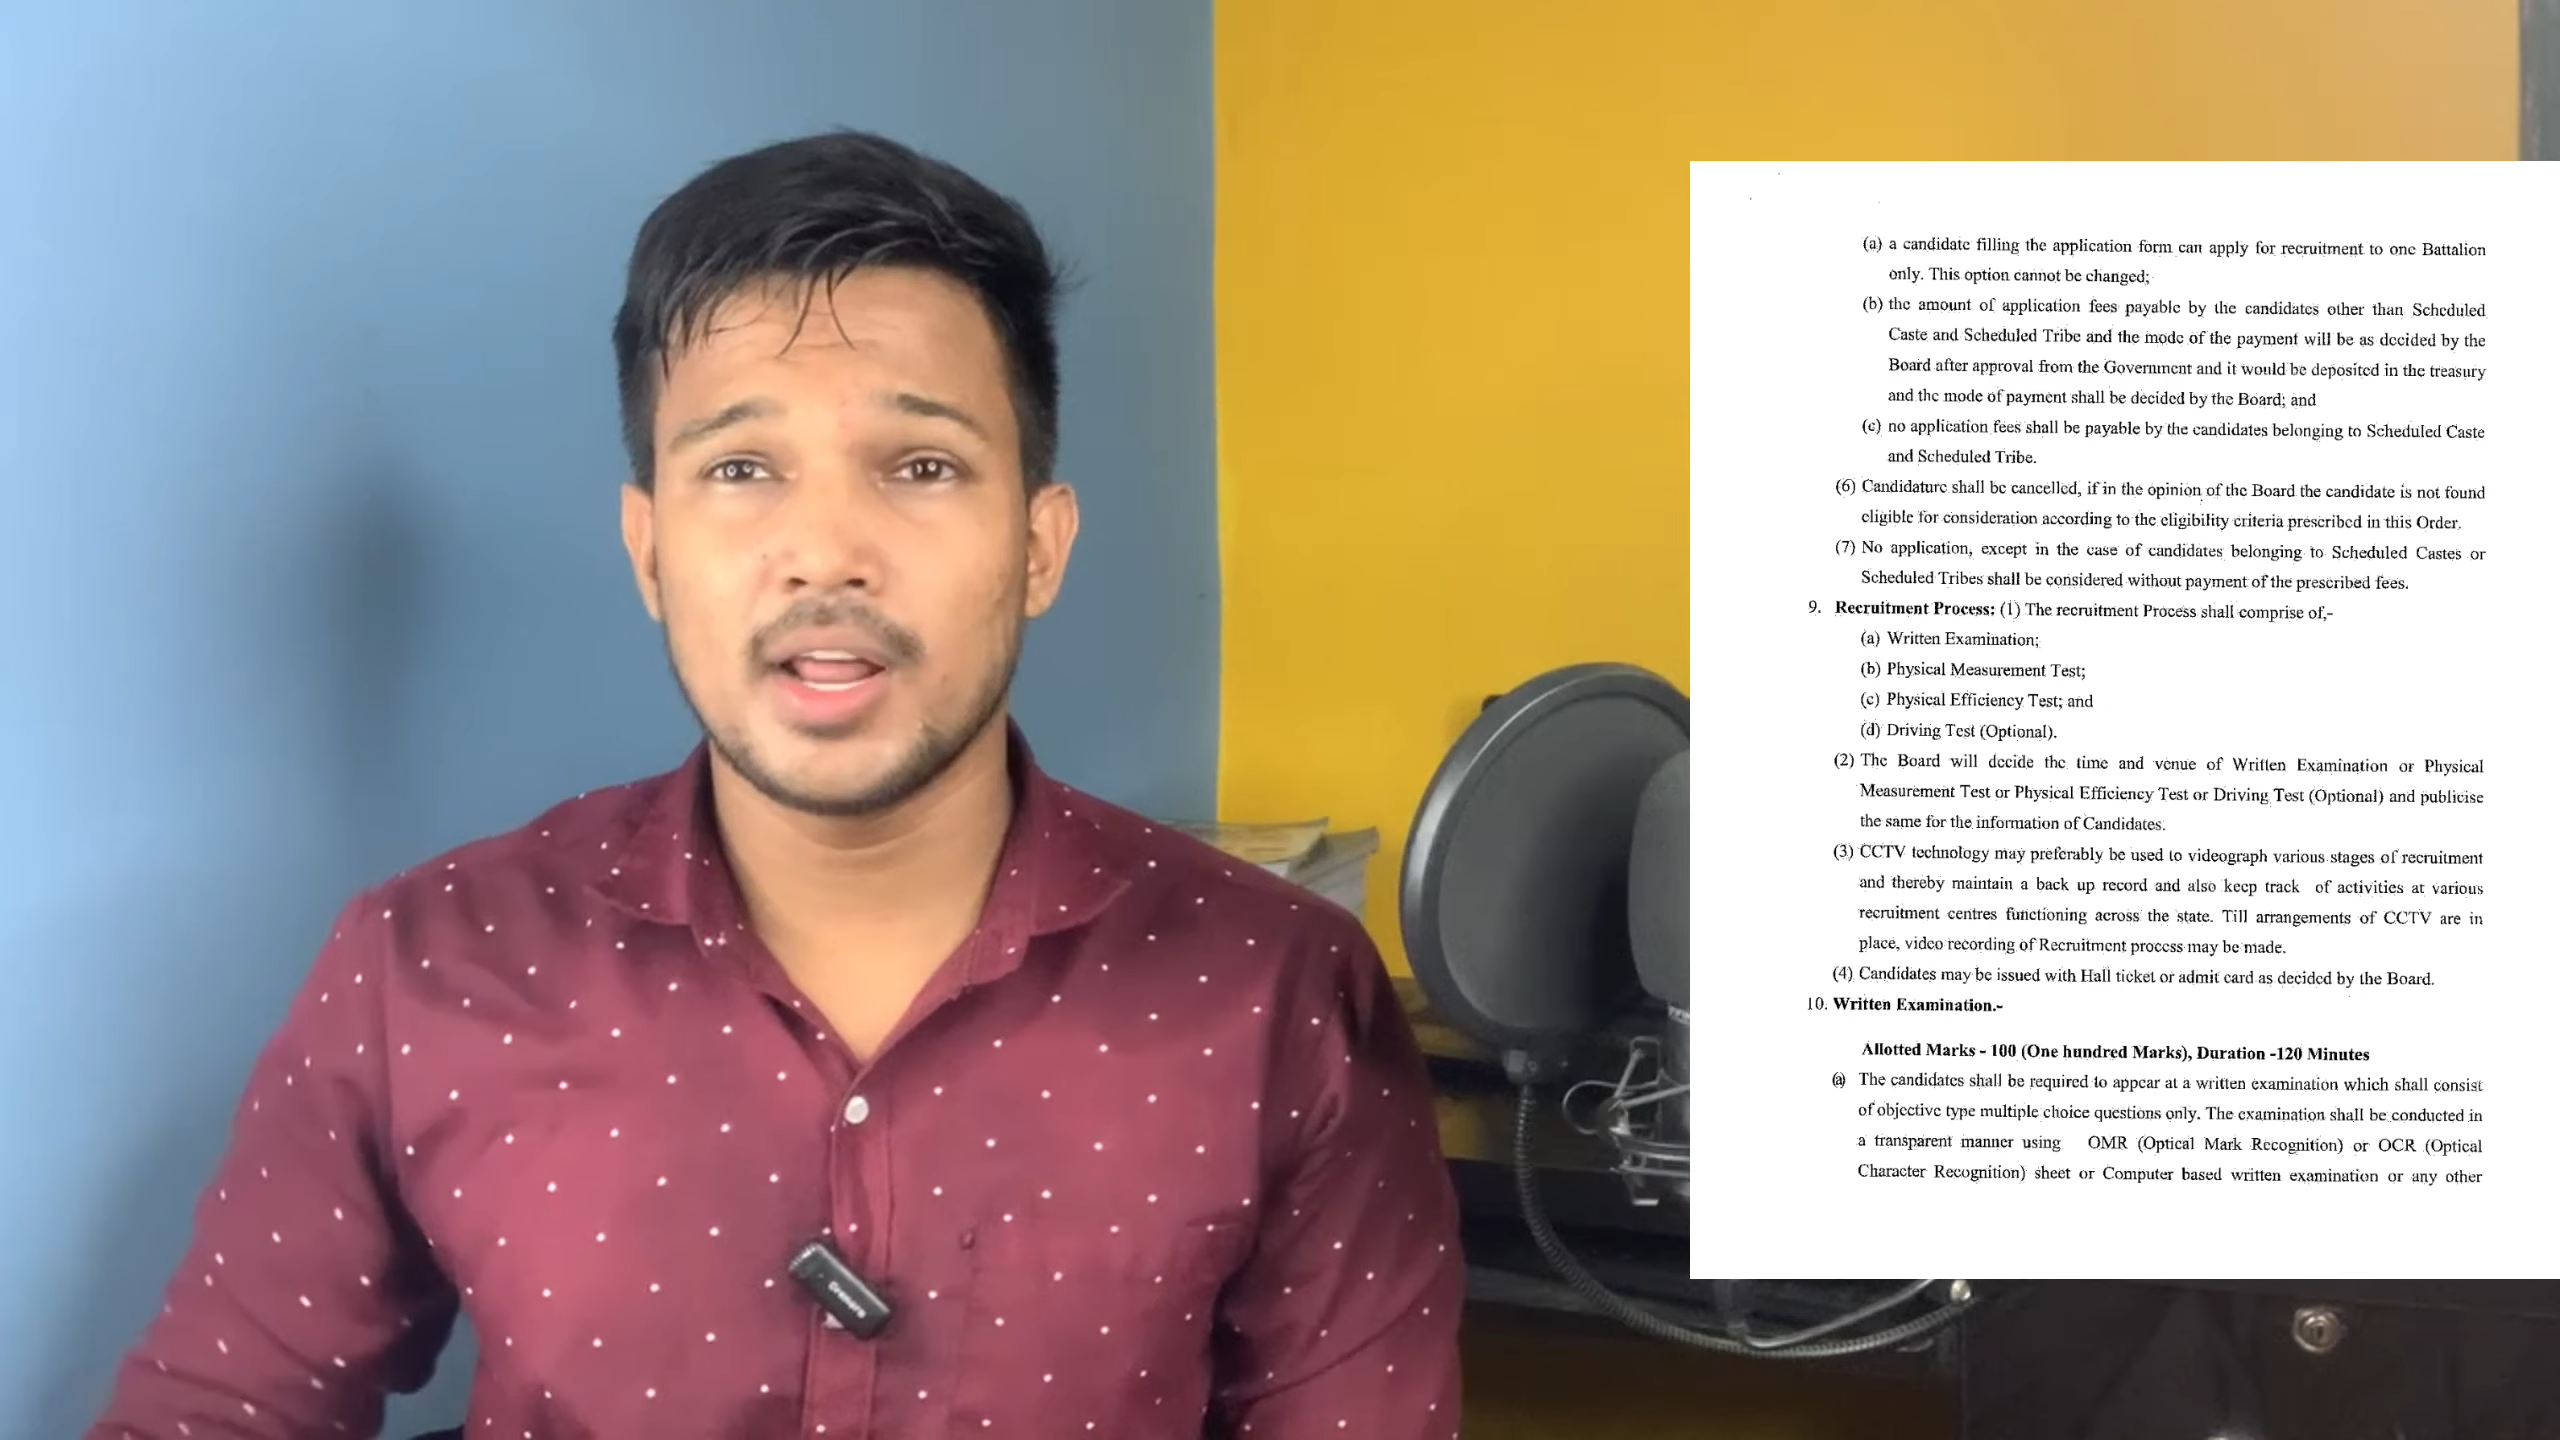 (a) a candidate filling the application form can apply for recruitment to one Battalion
only. This option cannot be changed;
(b) the amount of application fees payable by the candidates other than Scheduled
Caste and Scheduled Tribe and the mode of the payment will be as decided by the
Board after approval from the Government and it would be deposited in the treasury
and the mode of payment shall be decided by the Board; and
(c) no application fees shall be payable by the candidates belonging to Scheduled Caste
and Scheduled Tribe.
(6) Candidature shall be cancelled, if in the opinion of the Board the candidate is not found
eligible for consideration according to the eligibility criteria prescribed in this Order.
(7) No application, except in the case of candidates belonging to Scheduled Castes or
Scheduled Tribes shall be considered without payment of the prescribed fees.
9. Recruitment Process: (1) The recruitment Process shall comprise of,-
(a) Written Examination;
(b) Physical Measurement Test;
(c) Physical Efficiency Test; and
(d) Driving Test (Optional).
(2) The Board will decide the time and venue of Written Examination or Physical
Measurement Test or Physical Efficiency Test or Driving Test (Optional) and publicise
the same for the information of Candidates.
(3) CCTV technology may preferably be used to videograph various stages of recruitment
and thereby maintain a back up record and also keep track of activities at various
recruitment centres functioning across the state. Till arrangements of CCTV are in
place, video recording of Recruitment process may be made.
(4) Candidates may be issued with Hall ticket or admit card as decided by the Board.
10. Written Examination.-
Allotted Marks - 100 (One hundred Marks), Duration -120 Minutes
(a) The candidates shall be required to appear at a written examination which shall consist
of objective type multiple choice questions only. The examination shall be conducted in
a transparent manner using OMR (Optical Mark Recognition) or OCR (Optical
Character Recognition) sheet or Computer based written examination or any other